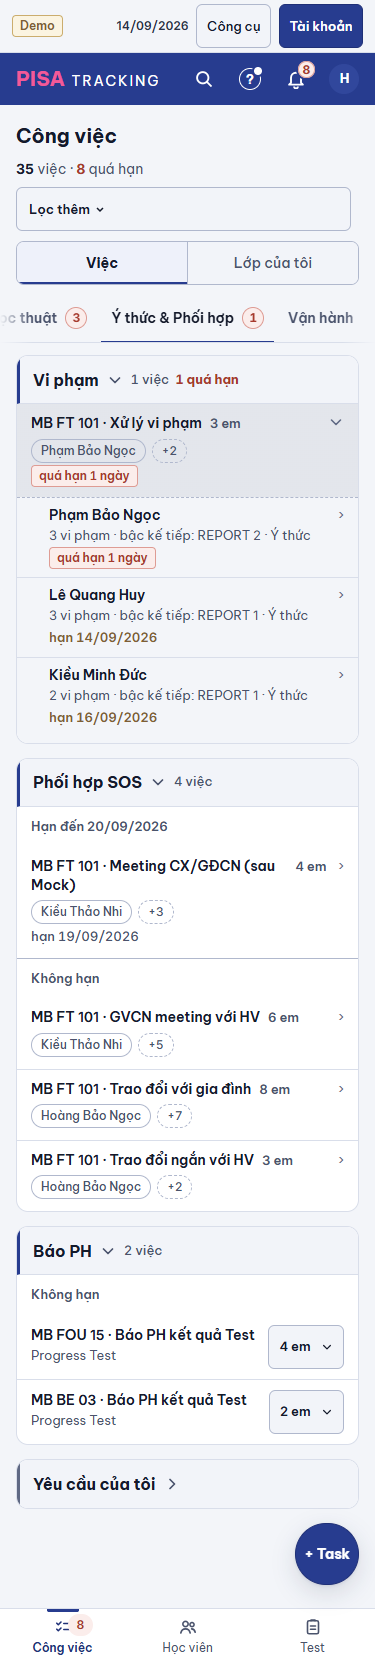 Demo
14/09/2026
Công cụ
Tài khoản
PISA TRACKING
?
8
H
Công việc
35 việc · 8 quá hạn
Lọc thêm
Việc
Lớp của tôi
ọc thuật 3
Ý thức & Phối hợp 1
Vận hành
Vi phạm 1 việc 1 quá hạn
MB FT 101 · Xử lý vi phạm 3 em
Phạm Bảo Ngọc +2
quá hạn 1 ngày
Phạm Bảo Ngọc
3 vi phạm · bậc kế tiếp: REPORT 2 · Ý thức
quá hạn 1 ngày
Lê Quang Huy
3 vi phạm · bậc kế tiếp: REPORT 1 · Ý thức
hạn 14/09/2026
Kiều Minh Đức
2 vi phạm · bậc kế tiếp: REPORT 1 · Ý thức
hạn 16/09/2026
Phối hợp SOS 4 việc
Hạn đến 20/09/2026
MB FT 101 · Meeting CX/GĐCN (sau 4 em
Mock)
Kiều Thảo Nhi +3
hạn 19/09/2026
Không hạn
MB FT 101 · GVCN meeting với HV 6 em
Kiều Thảo Nhi +5
MB FT 101 · Trao đổi với gia đình 8 em
Hoàng Bảo Ngọc +7
MB FT 101 · Trao đổi ngắn với HV 3 em
Hoàng Bảo Ngọc +2
Báo PH 2 việc
Không hạn
MB FOU 15 · Báo PH kết quả Test 4 em
Progress Test
MB BE 03 · Báo PH kết quả Test 2 em
Progress Test
Yêu cầu của tôi
+ Task
8
Công việc
Học viên
Test